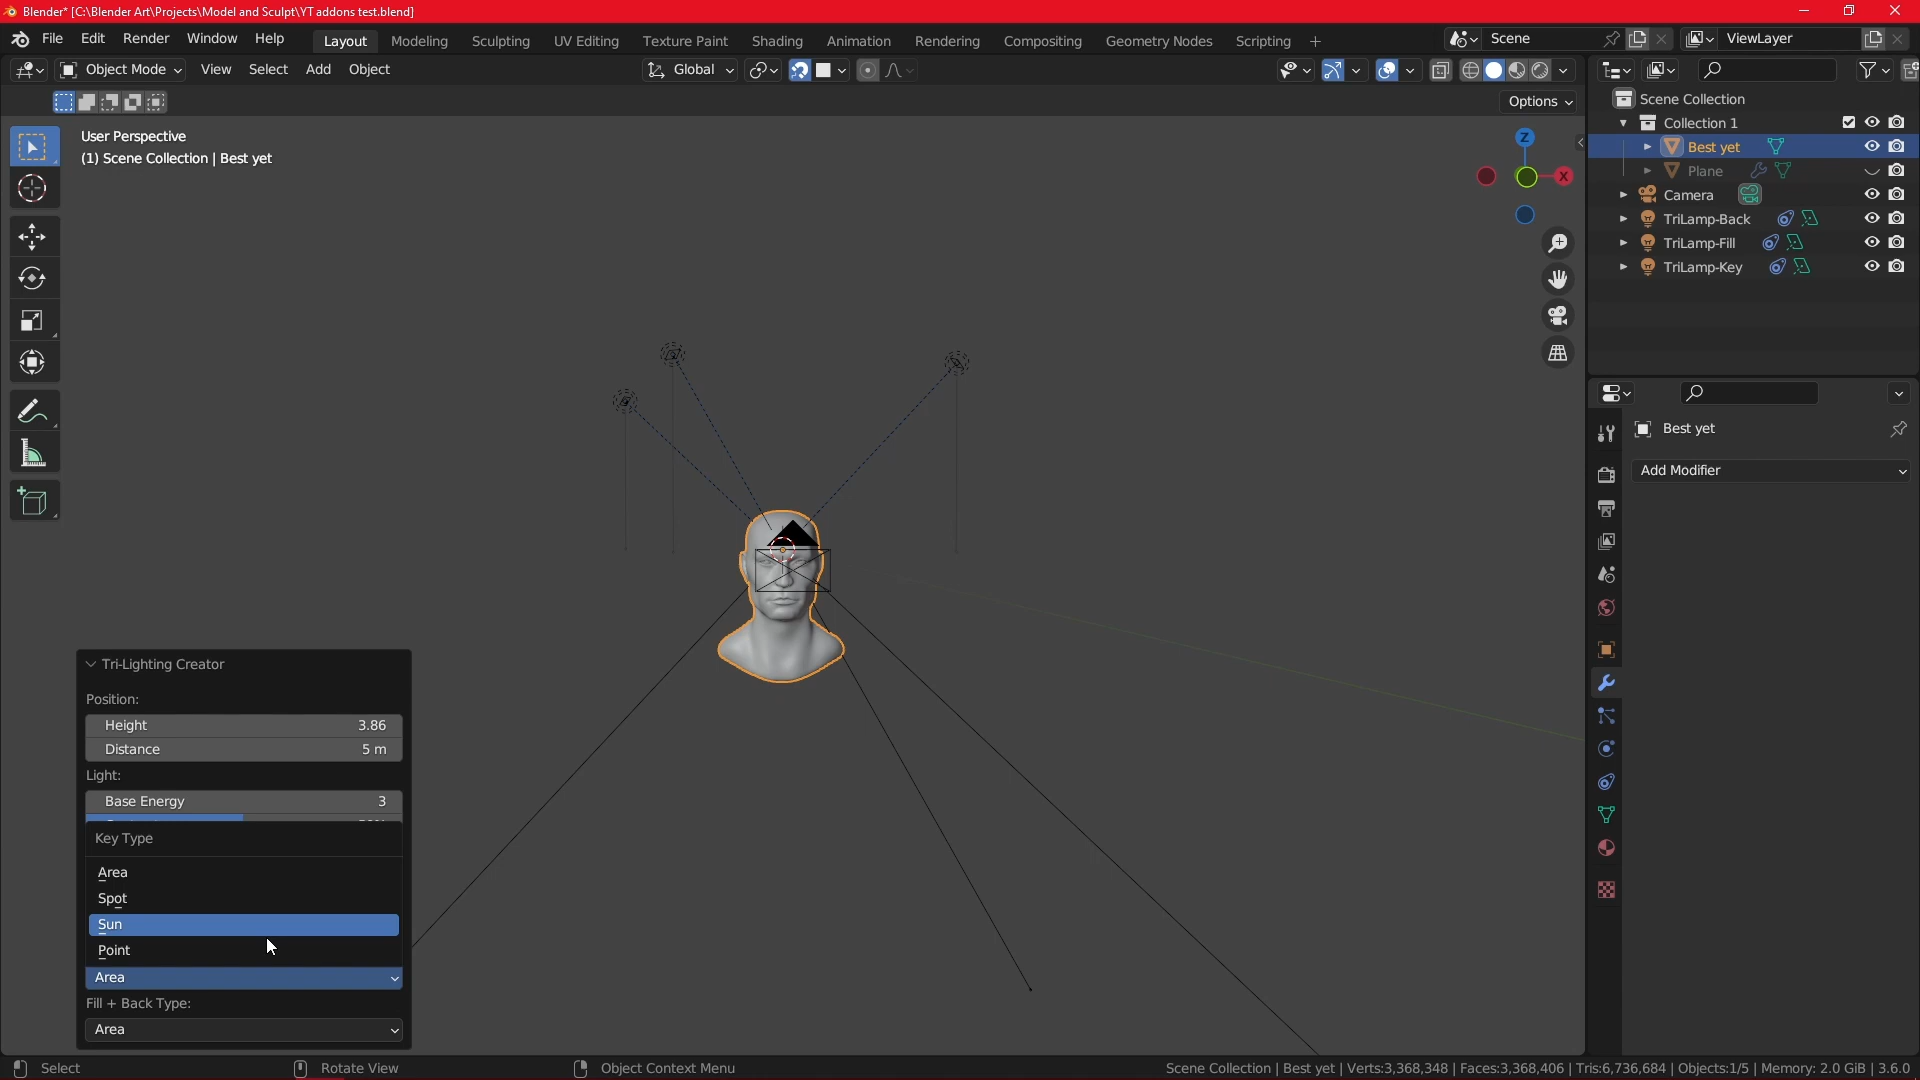 Blender* [C:\Blender Art\Projects\Model and Sculpt\YT addons test.blend]
File Edit Render Window Help
Layout Modeling Sculpting UV Editing Texture Paint Shading Animation Rendering Compositing Geometry Nodes Scripting +
Scene
ViewLayer
Object Mode View Select Add Object
Global
Options
User Perspective
(1) Scene Collection | Best yet
Z
X
Scene Collection
Collection 1
Best yet
Plane
Camera
TriLamp-Back
TriLamp-Fill
TriLamp-Key
Best yet
Add Modifier
Tri-Lighting Creator
Position:
Height 3.86
Distance 5 m
Light:
Base Energy 3
Key Type
Area
Spot
Sun
Point
Area
Fill + Back Type:
Area
Select
Rotate View
Object Context Menu
Scene Collection | Best yet | Verts:3,368,348 | Faces:3,368,406 | Tris:6,736,684 | Objects:1/5 | Memory: 2.0 GiB | 3.6.0